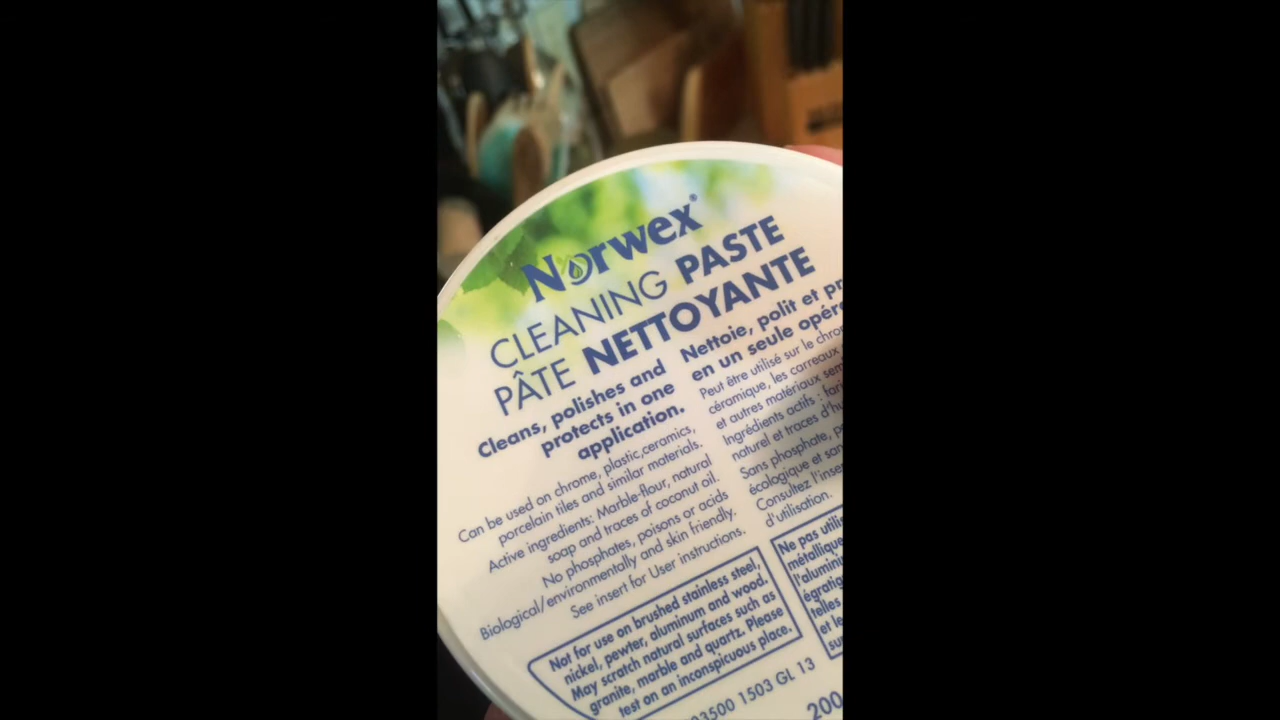 Norwex®
CLEANING PASTE
PÂTE NETTOYANTE
Cleans, polishes and
protects in one
application.
Can be used on chrome, plastic,ceramics,
porcelain tiles and similar materials.
Active ingredients: Marble-flour, natural
soap and traces of coconut oil.
No phosphates, poisons or acids
Biological/environmentally and skin friendly.
See insert for User instructions.
Not for use on brushed stainless steel,
nickel, pewter, aluminum and wood.
May scratch natural surfaces such as
granite, marble and quartz. Please
test on an inconspicuous place.
Nettoie, polit et
en un seule
Peut être utilisé sur le
céramique, les carreaux
et autres matériaux
Ingrédients actifs :
naturel et traces
Sans phosphate,
écologique et
Consultez
d'utilisation.
Ne pas
et
1503 GL 13
200